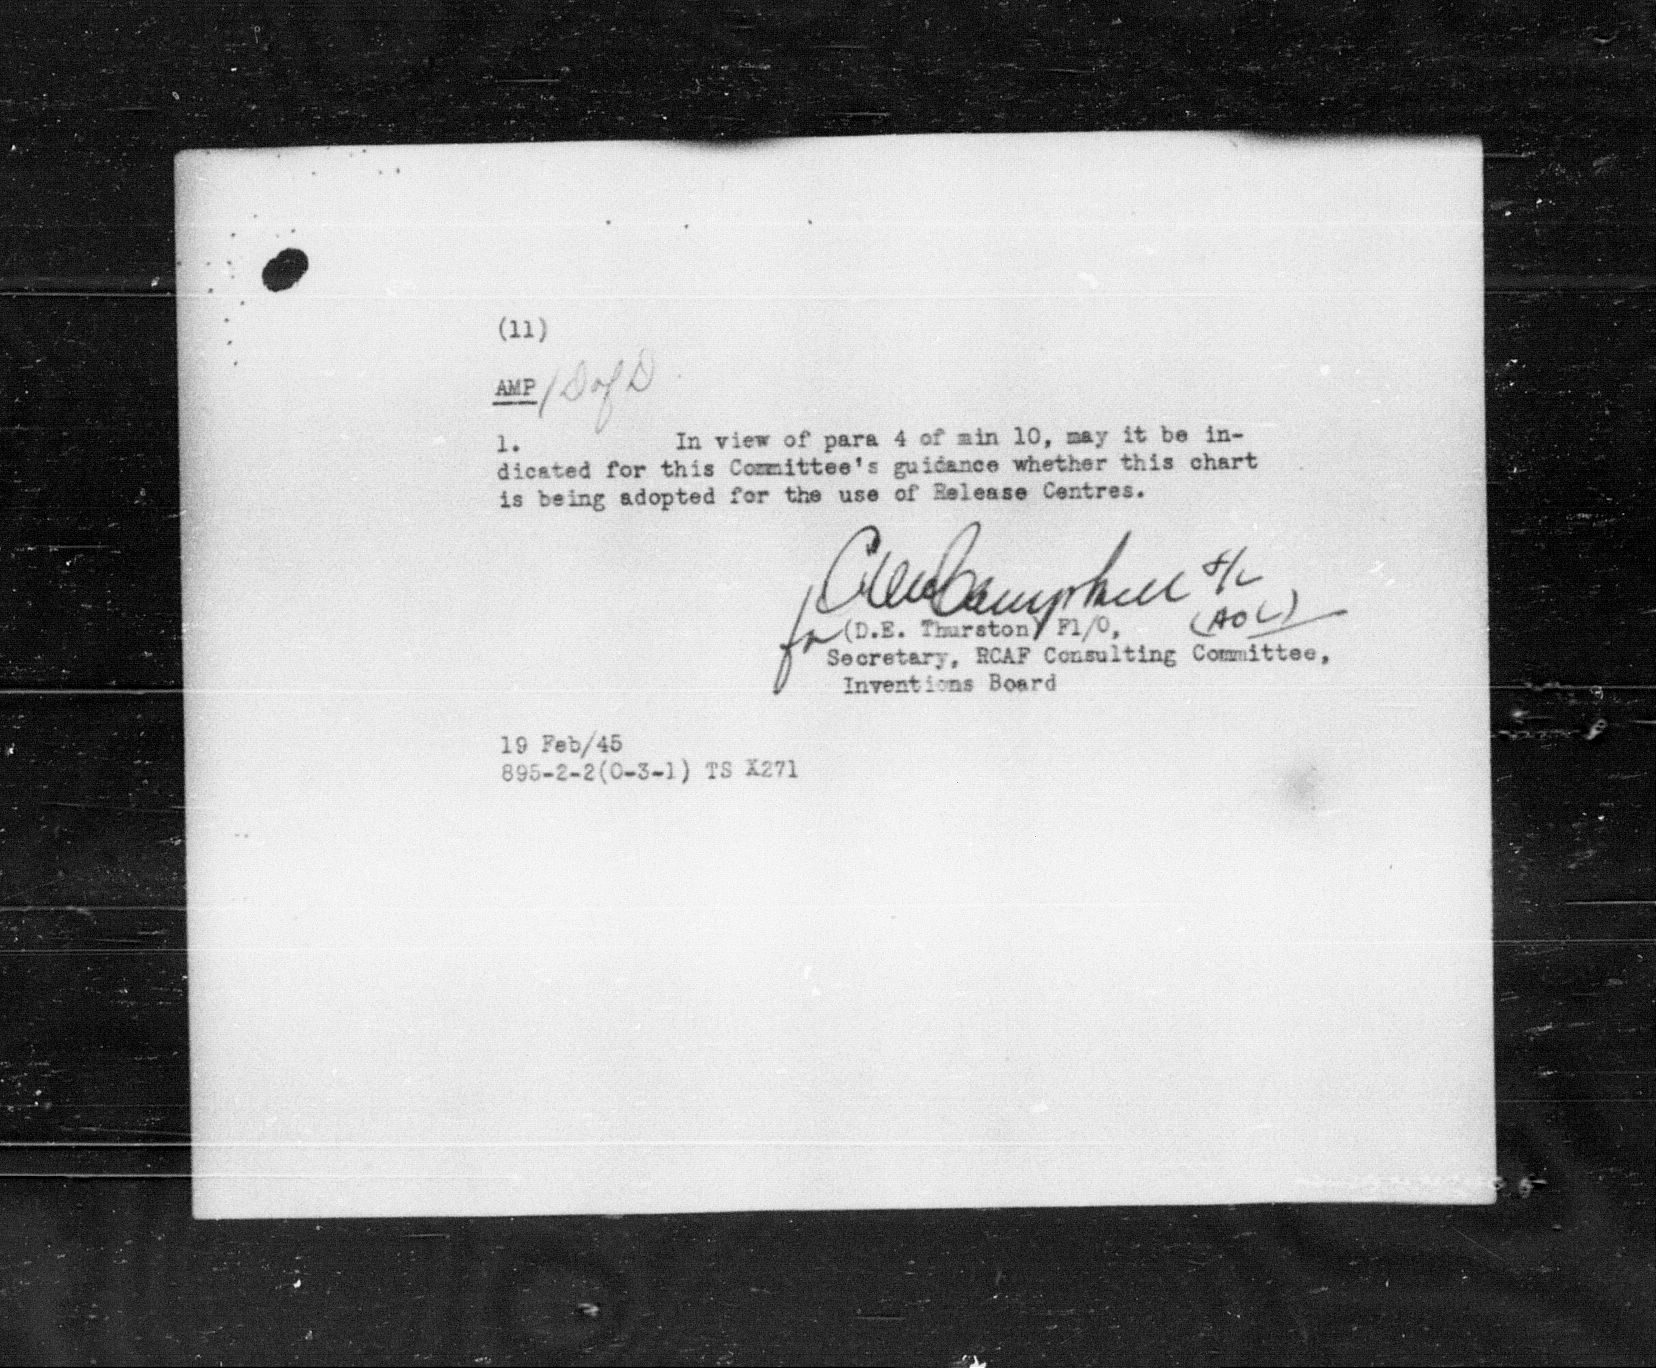 (11)
AMP / D of D
1. In view of para 4 of min 10, may it be in-
dicated for this Committee's guidance whether this chart
is being adopted for the use of Release Centres.
Campbell F/L
for (D.E. Thurston) Fl/O, (AOC)
Secretary, RCAF Consulting Committee,
Inventions Board
19 Feb/45
895-2-2(0-3-1) TS X271